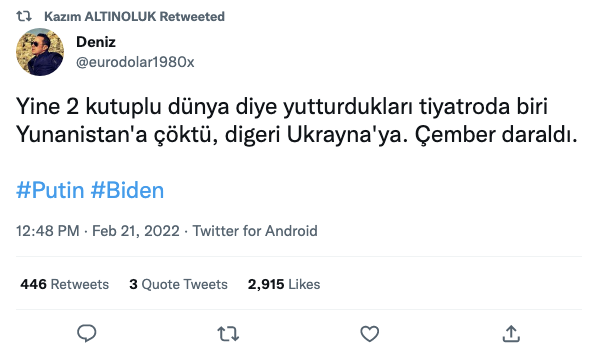 Kazım ALTINOLUK Retweeted
Deniz
@eurodolar1980x
Yine 2 kutuplu dünya diye yutturdukları tiyatroda biri
Yunanistan'a çöktü, digeri Ukrayna'ya. Çember daraldı.
#Putin #Biden
12:48 PM · Feb 21, 2022 · Twitter for Android
446 Retweets 3 Quote Tweets 2,915 Likes